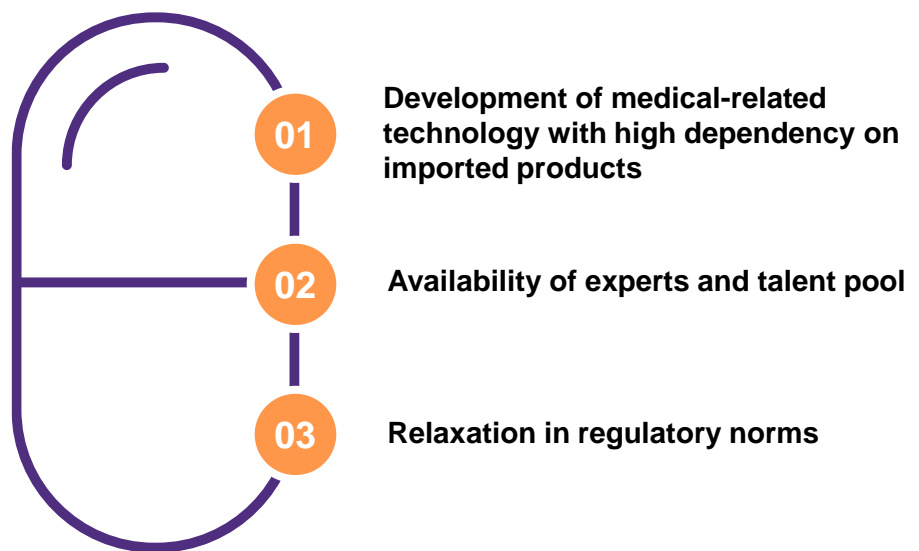 01
Development of medical-related
technology with high dependency on
imported products
02
Availability of experts and talent pool
03
Relaxation in regulatory norms